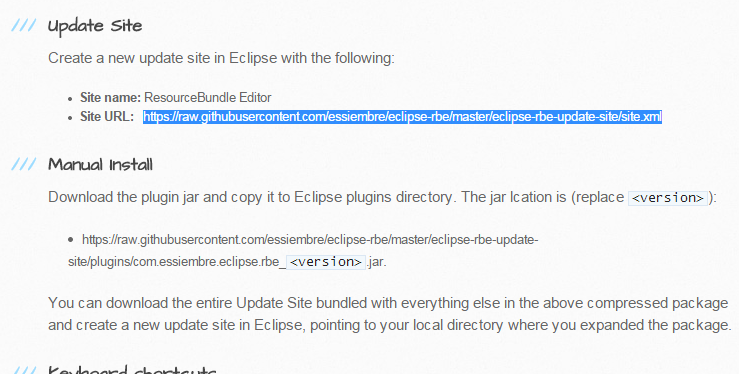 /// Update Site
Create a new update site in Eclipse with the following:
• Site name: ResourceBundle Editor
• Site URL: https://raw.githubusercontent.com/essiembre/eclipse-rbe/master/eclipse-rbe-update-site/site.xml
/// Manual Install
Download the plugin jar and copy it to Eclipse plugins directory. The jar lcation is (replace <version>):
• https://raw.githubusercontent.com/essiembre/eclipse-rbe/master/eclipse-rbe-update-
site/plugins/com.essiembre.eclipse.rbe_<version>.jar.
You can download the entire Update Site bundled with everything else in the above compressed package
and create a new update site in Eclipse, pointing to your local directory where you expanded the package.
/// Keyboard shortcuts